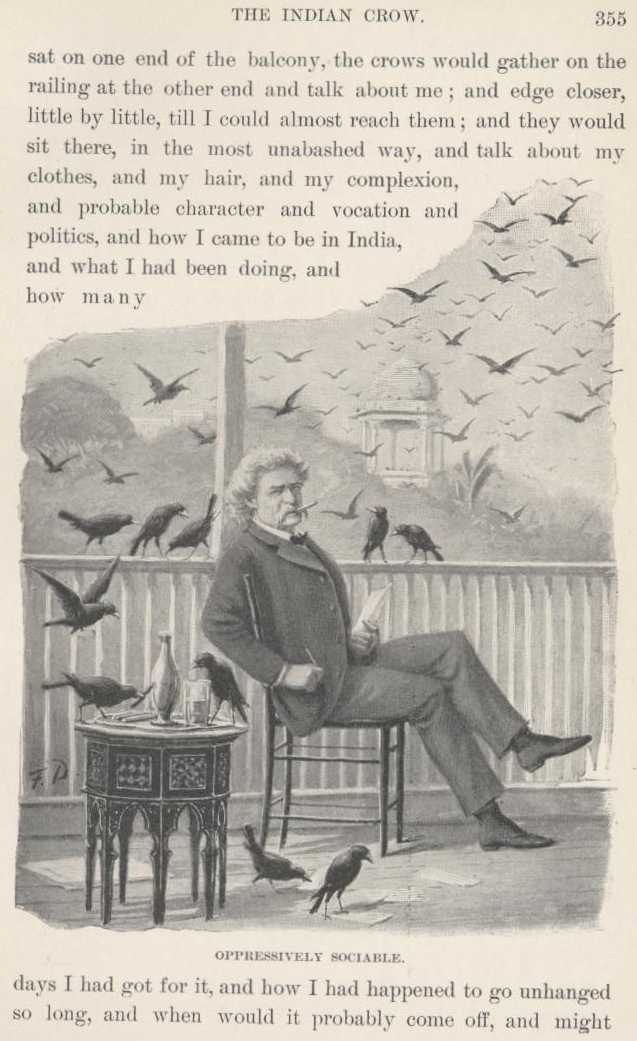 THE INDIAN CROW.
355
sat on one end of the balcony, the crows would gather on the
railing at the other end and talk about me; and edge closer,
little by little, till I could almost reach them; and they would
sit there, in the most unabashed way, and talk about my
clothes, and my hair, and my complexion,
and probable character and vocation and
politics, and how I came to be in India,
and what I had been doing, and
how many
F. D.
OPPRESSIVELY SOCIABLE.
days I had got for it, and how I had happened to go unhanged
so long, and when would it probably come off, and might